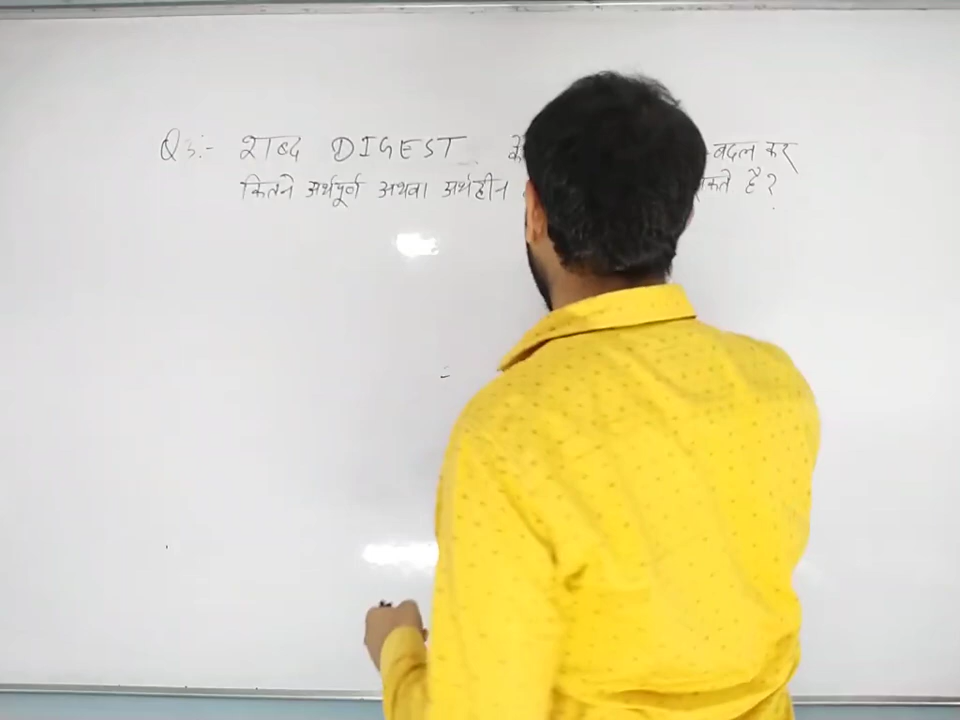 Q3:- शब्द DIGEST के बदल कर
कितने अर्थपूर्ण अथवा अर्थहीन सकते है?